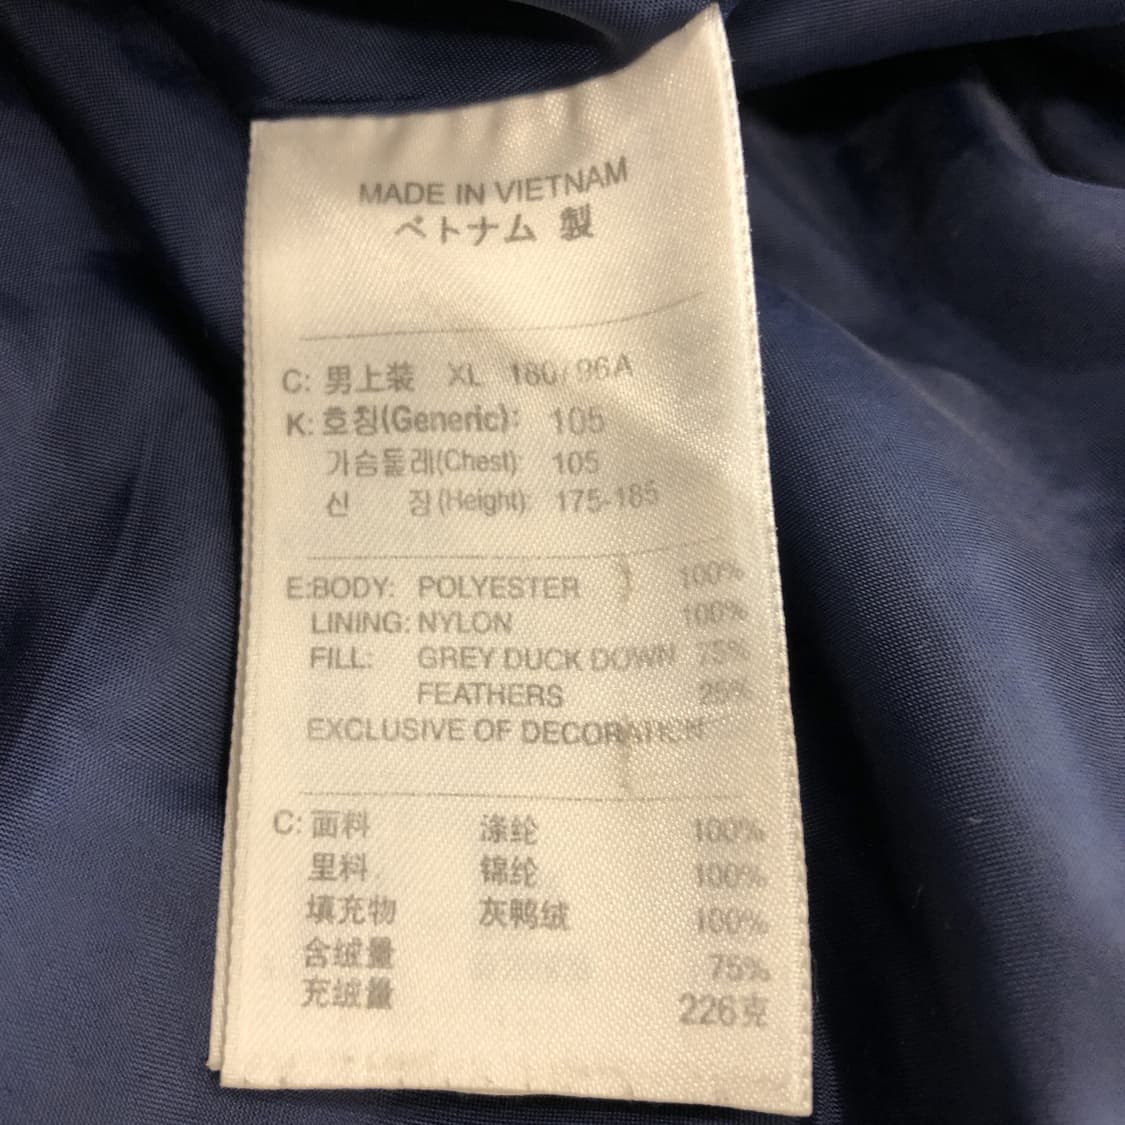 MADE IN VIETNAM
ベトナム 製
C: 男上装 XL 180/96A
K: 호칭(Generic): 105
가슴둘레(Chest): 105
신 장(Height): 175-185
E:BODY: POLYESTER 100%
LINING: NYLON 100%
FILL: GREY DUCK DOWN 75%
FEATHERS 25%
EXCLUSIVE OF DECORATION
C: 面料 涤纶 100%
里料 锦纶 100%
填充物 灰鸭绒 100%
含绒量 75%
充绒量 226克